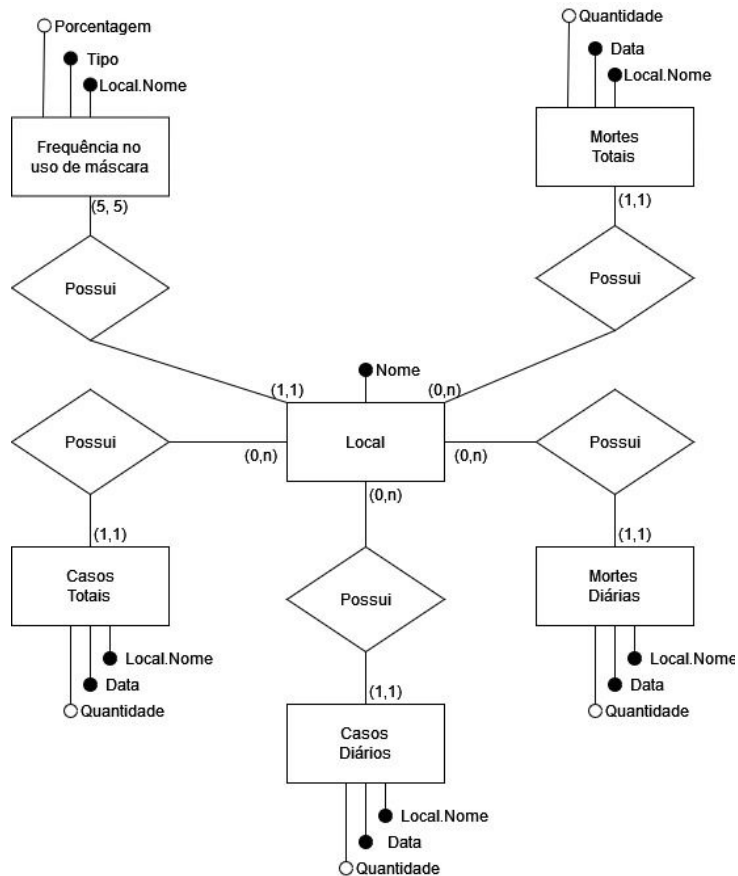 Porcentagem
Tipo
Local.Nome
Frequência no
uso de máscara
(5, 5)
Possui
(1,1)
Quantidade
Data
Local.Nome
Mortes
Totais
(1,1)
Possui
(0,n)
Nome
Local
Possui
(0,n)
(1,1)
Casos
Totais
Local.Nome
Data
Quantidade
(0,n)
Possui
(1,1)
Casos
Diários
Local.Nome
Data
Quantidade
(0,n)
Possui
(1,1)
Mortes
Diárias
Local.Nome
Data
Quantidade